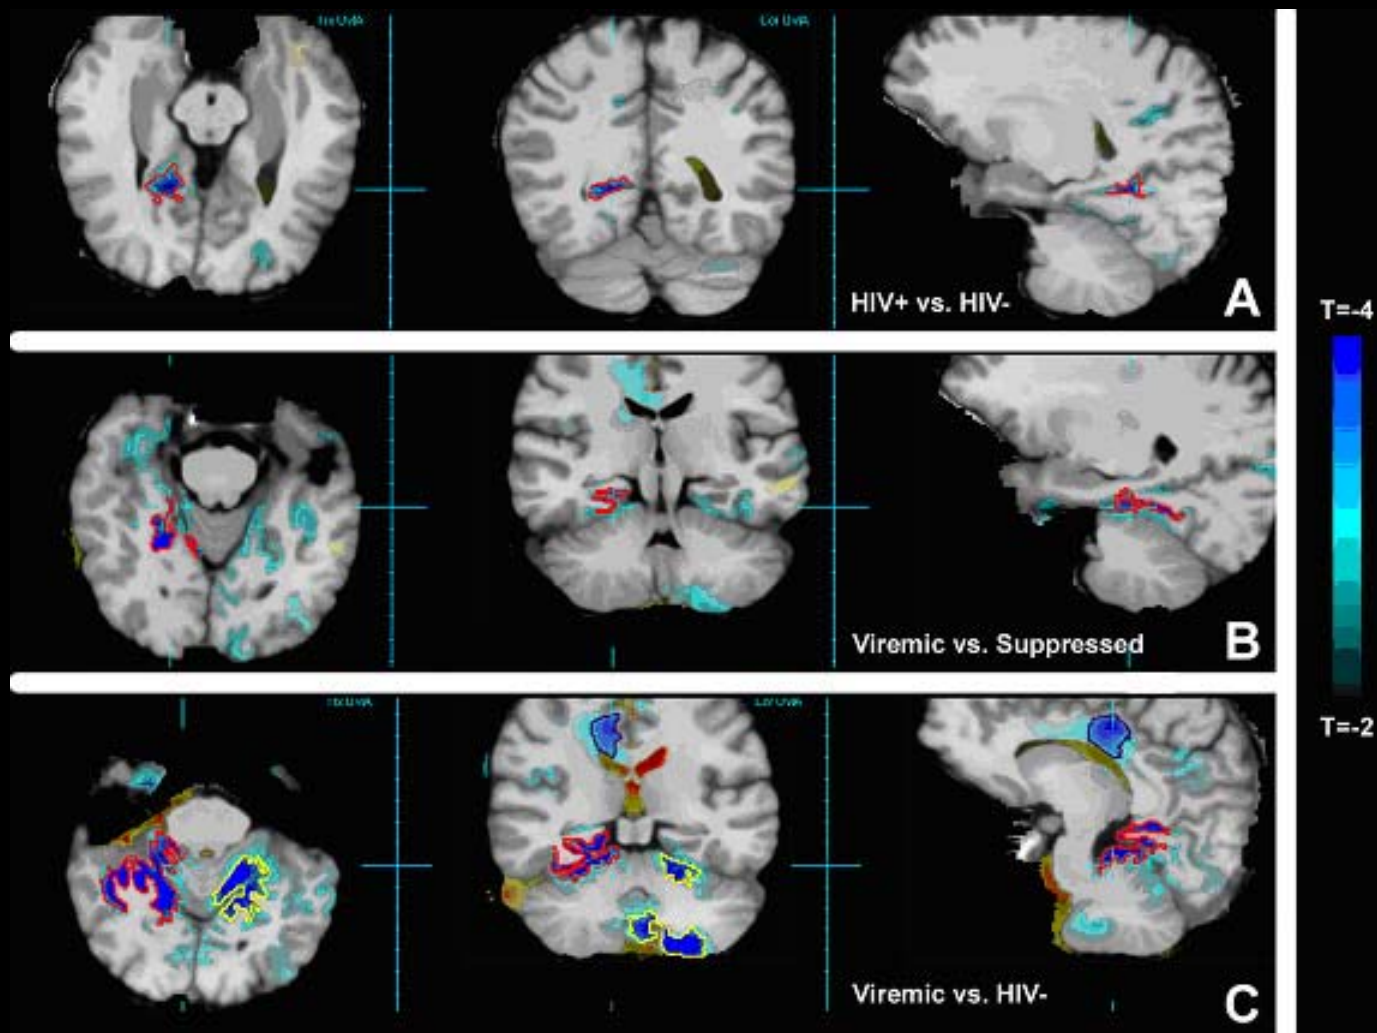 HIV+ vs. HIV-
A
T=-4
Viremic vs. Suppressed
B
T=-2
Viremic vs. HIV-
C